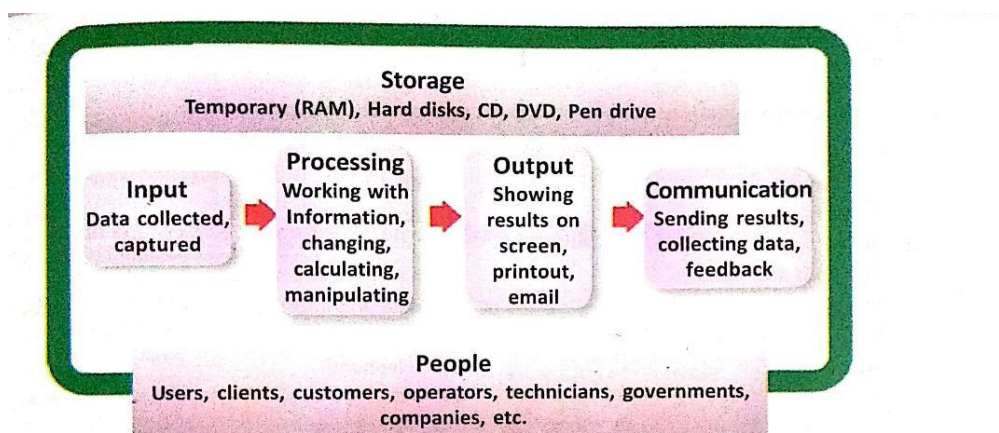 Storage
Temporary (RAM), Hard disks, CD, DVD, Pen drive
Input
Data collected,
captured
Processing
Working with
Information,
changing,
calculating,
manipulating
Output
Showing
results on
screen,
printout,
email
Communication
Sending results,
collecting data,
feedback
People
Users, clients, customers, operators, technicians, governments,
companies, etc.